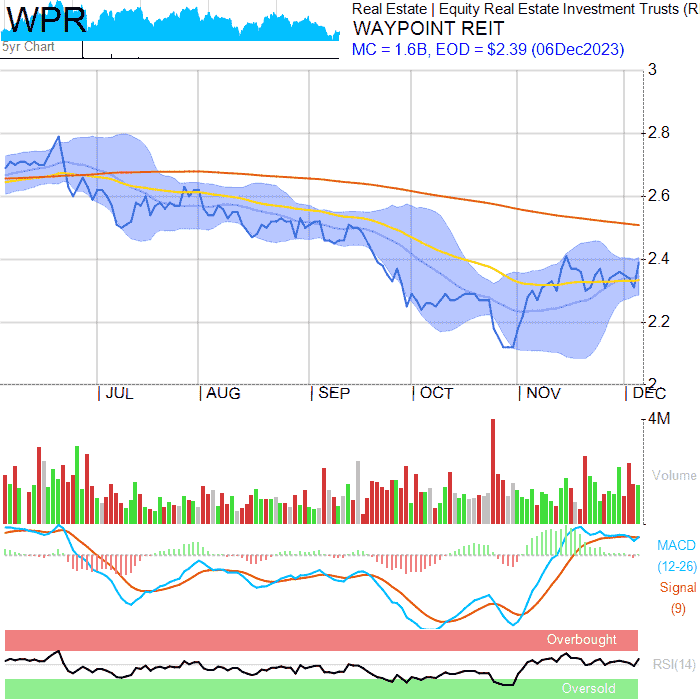 WPR
5yr Chart
Real Estate | Equity Real Estate Investment Trusts (R
WAYPOINT REIT
MC = 1.6B, EOD = $2.39 (06Dec2023)
3
2.8
2.6
2.4
2.2
2
JUL
AUG
SEP
OCT
NOV
DEC
4M
Volume
MACD
(12-26)
Signal
(9)
Overbought
RSI(14)
Oversold